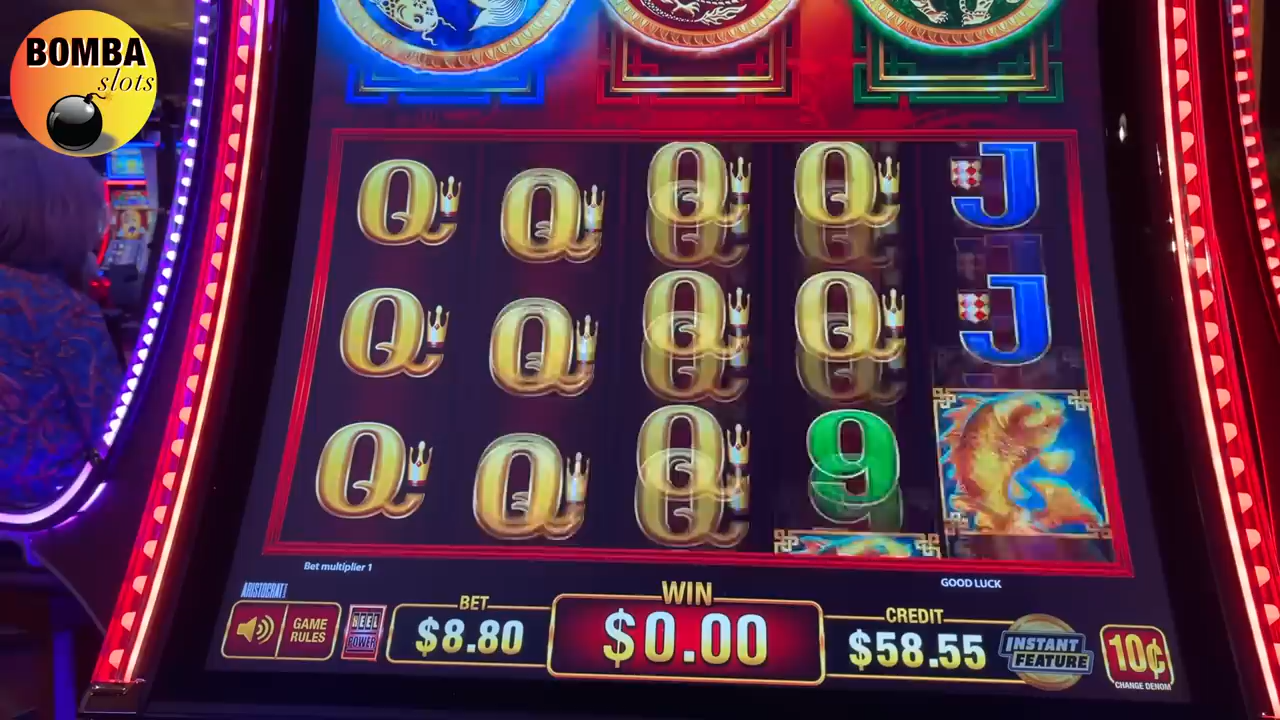 BOMBA
slots
Q Q Q Q J
Q Q Q Q J
Q Q Q 9
Bet multiplier 1
GOOD LUCK
ARISTOCRAT
GAME
RULES
REEL
POWER
BET
$8.80
WIN
$0.00
CREDIT
$58.55
INSTANT
FEATURE
10¢
CHANGE DENOM